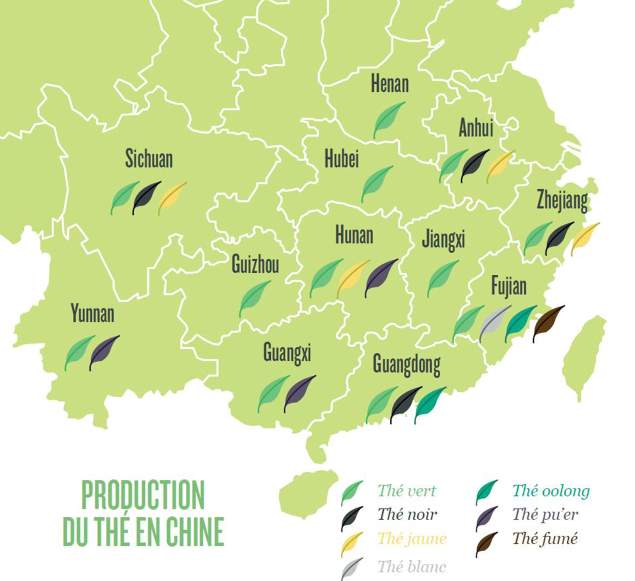 Henan
Anhui
Sichuan
Hubei
Zhejiang
Hunan
Jiangxi
Guizhou
Fujian
Yunnan
Guangxi
Guangdong
PRODUCTION
DU THÉ EN CHINE
Thé vert
Thé noir
Thé jaune
Thé blanc
Thé oolong
Thé pu'er
Thé fumé